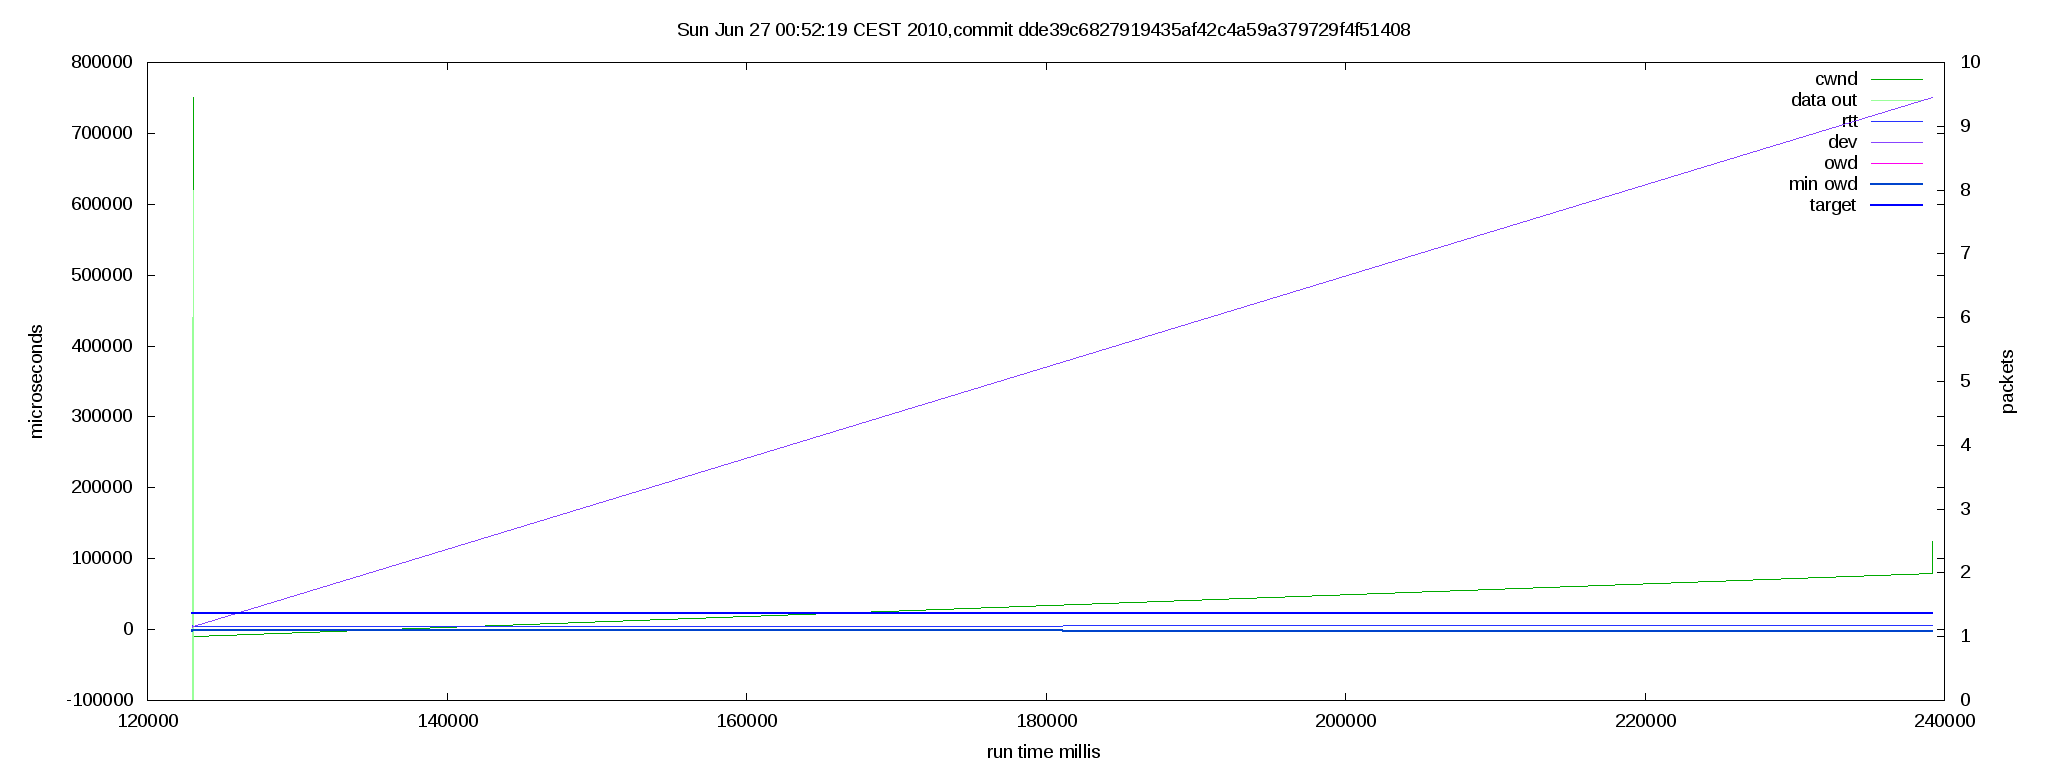 Sun Jun 27 00:52:19 CEST 2010,commit dde39c6827919435af42c4a59a379729f4f51408
800000
700000
600000
500000
400000
300000
200000
100000
0
-100000
microseconds
cwnd
data out
rtt
dev
owd
min owd
target
10
9
8
7
6
5
4
3
2
1
0
packets
120000 140000 160000 180000 200000 220000 240000
run time millis